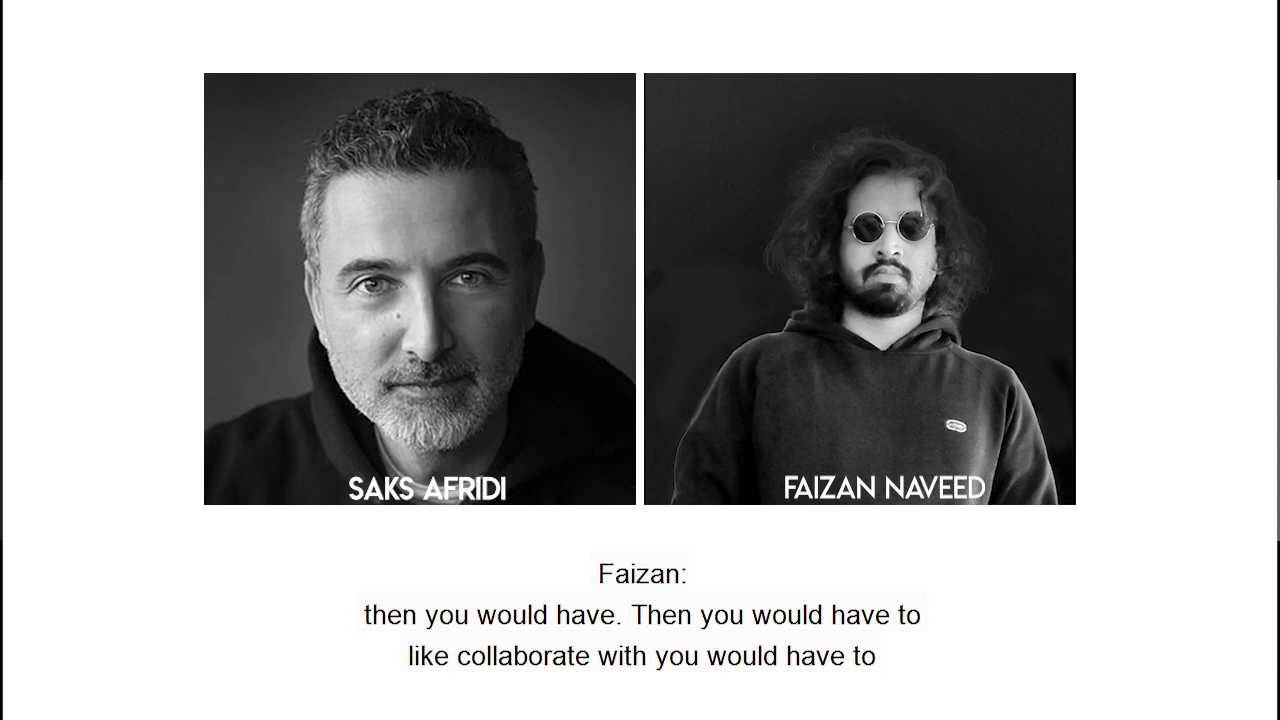 SAKS AFRIDI
FAIZAN NAVEED
Faizan:
then you would have. Then you would have to
like collaborate with you would have to